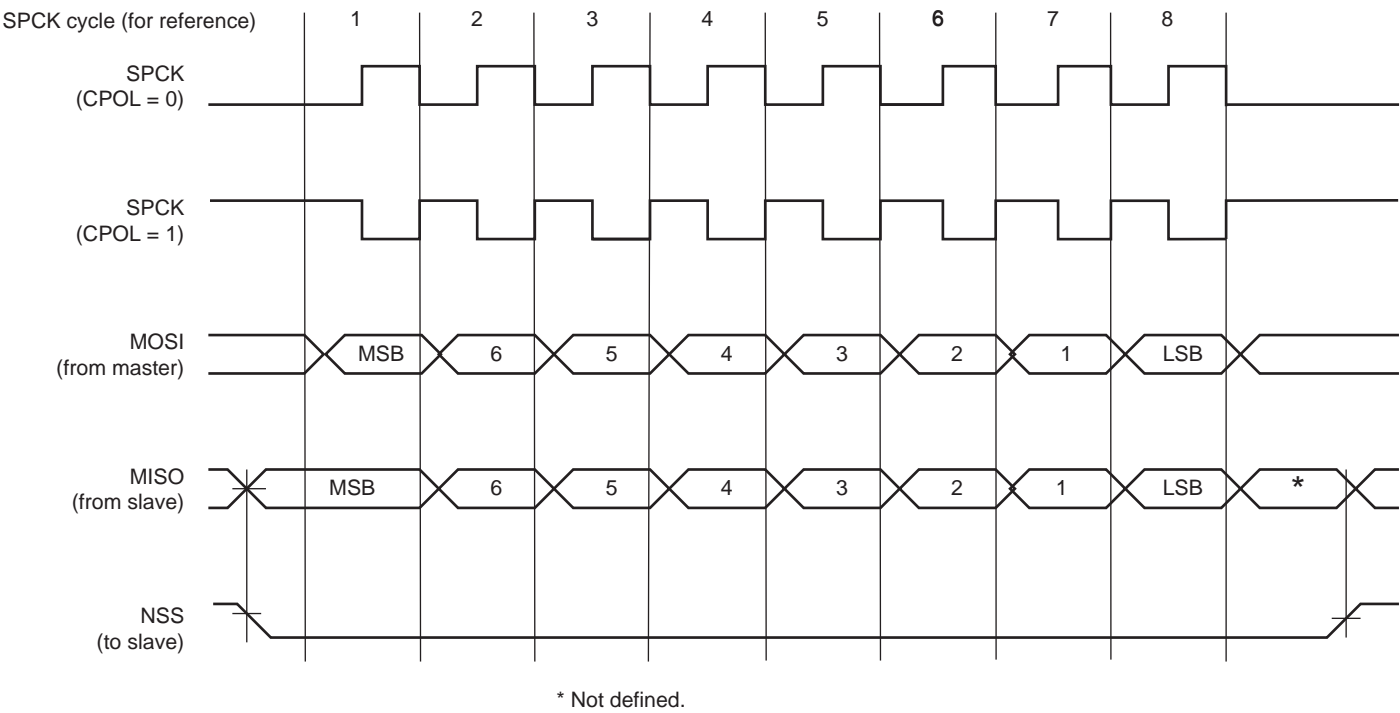 SPCK cycle (for reference) 1 2 3 4 5 6 7 8
SPCK
(CPOL = 0)
SPCK
(CPOL = 1)
MOSI
(from master)
MSB 6 5 4 3 2 1 LSB
MISO
(from slave)
MSB 6 5 4 3 2 1 LSB *
NSS
(to slave)
* Not defined.